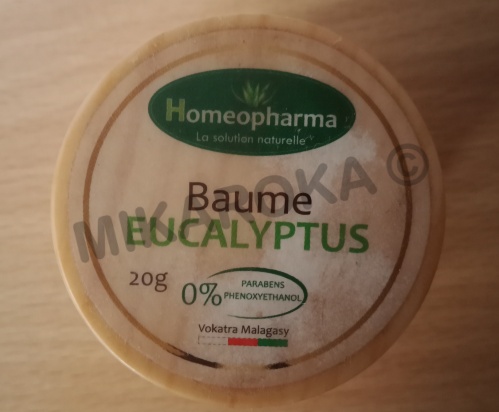 Homeopharma
La solution naturelle
Baume
MIKAROKA ©
EUCALYPTUS
20g
0%
PARABENS
PHENOXYETHANOL
Vokatra Malagasy